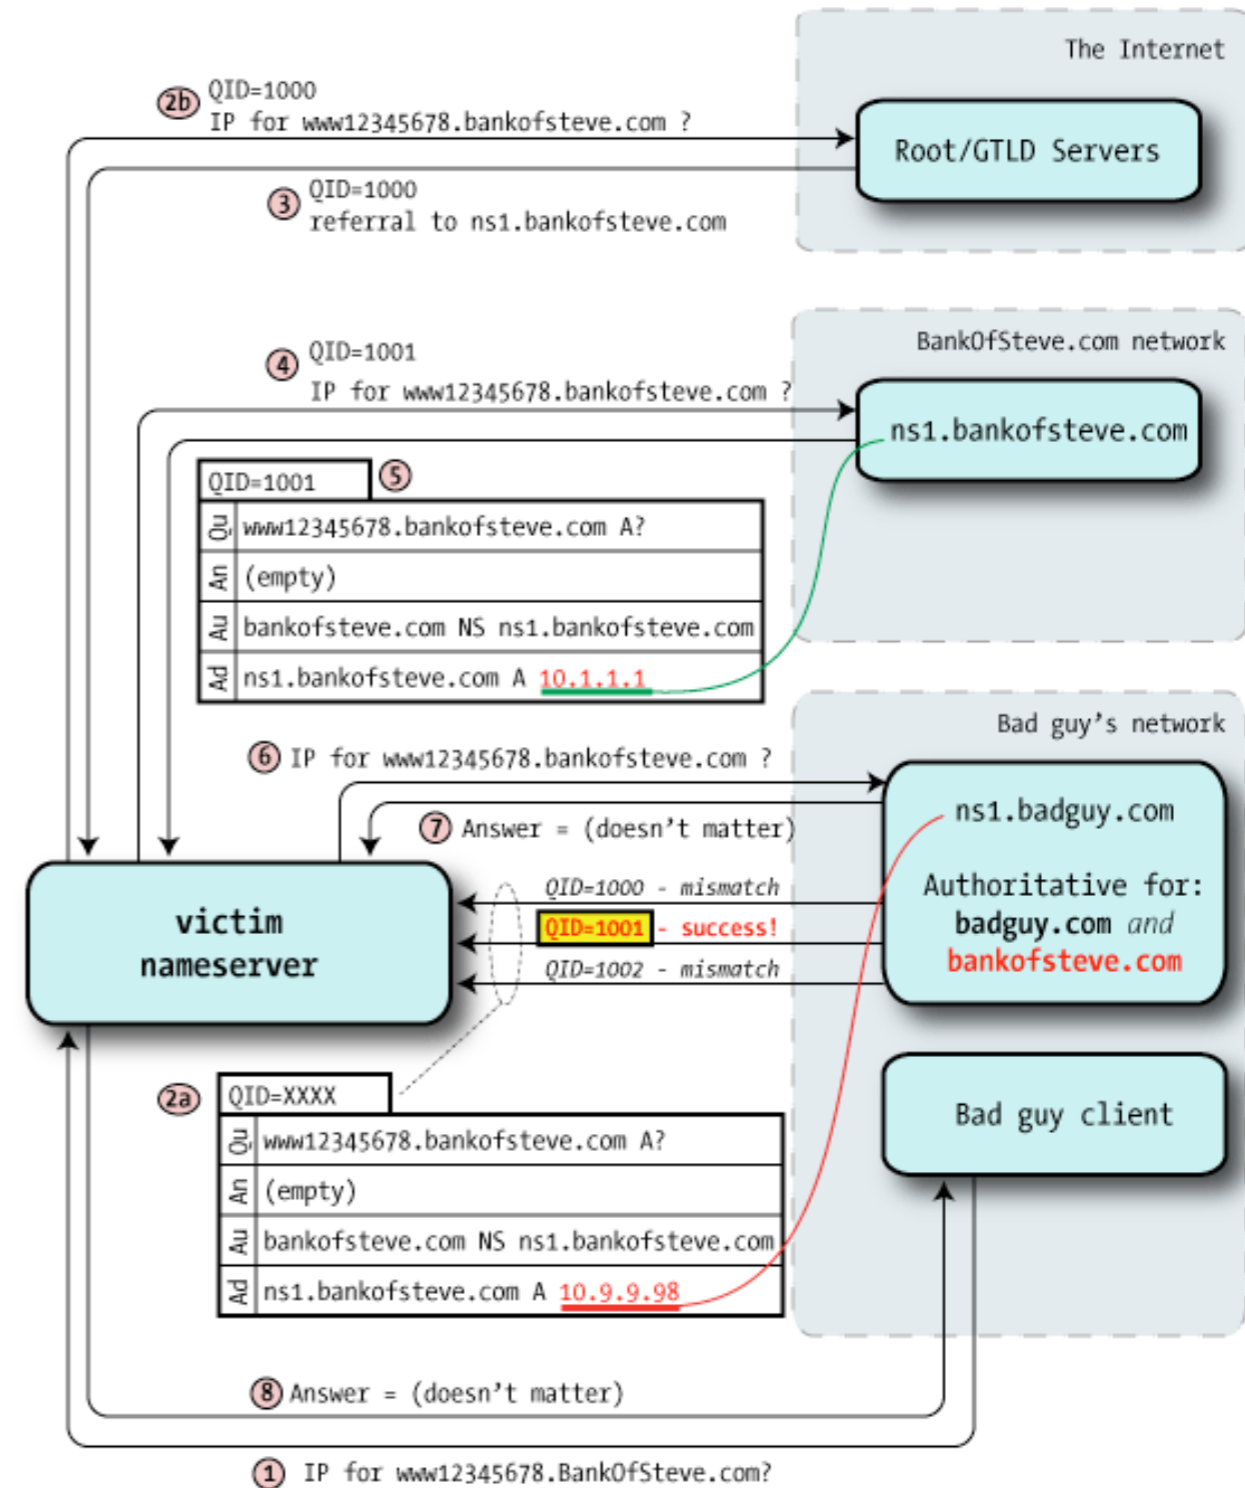 The Internet
2b QID=1000
IP for www12345678.bankofsteve.com ?
Root/GTLD Servers
3 QID=1000
referral to ns1.bankofsteve.com
BankOfSteve.com network
4 QID=1001
IP for www12345678.bankofsteve.com ?
ns1.bankofsteve.com
QID=1001 5
Qu www12345678.bankofsteve.com A?
An (empty)
Au bankofsteve.com NS ns1.bankofsteve.com
Ad ns1.bankofsteve.com A 10.1.1.1
Bad guy's network
6 IP for www12345678.bankofsteve.com ?
ns1.badguy.com
7 Answer = (doesn't matter)
Authoritative for:
badguy.com and
bankofsteve.com
QID=1000 - mismatch
QID=1001 - success!
QID=1002 - mismatch
victim
nameserver
2a QID=XXXX
Qu www12345678.bankofsteve.com A?
An (empty)
Au bankofsteve.com NS ns1.bankofsteve.com
Ad ns1.bankofsteve.com A 10.9.9.98
Bad guy client
8 Answer = (doesn't matter)
1 IP for www12345678.BankOfSteve.com?